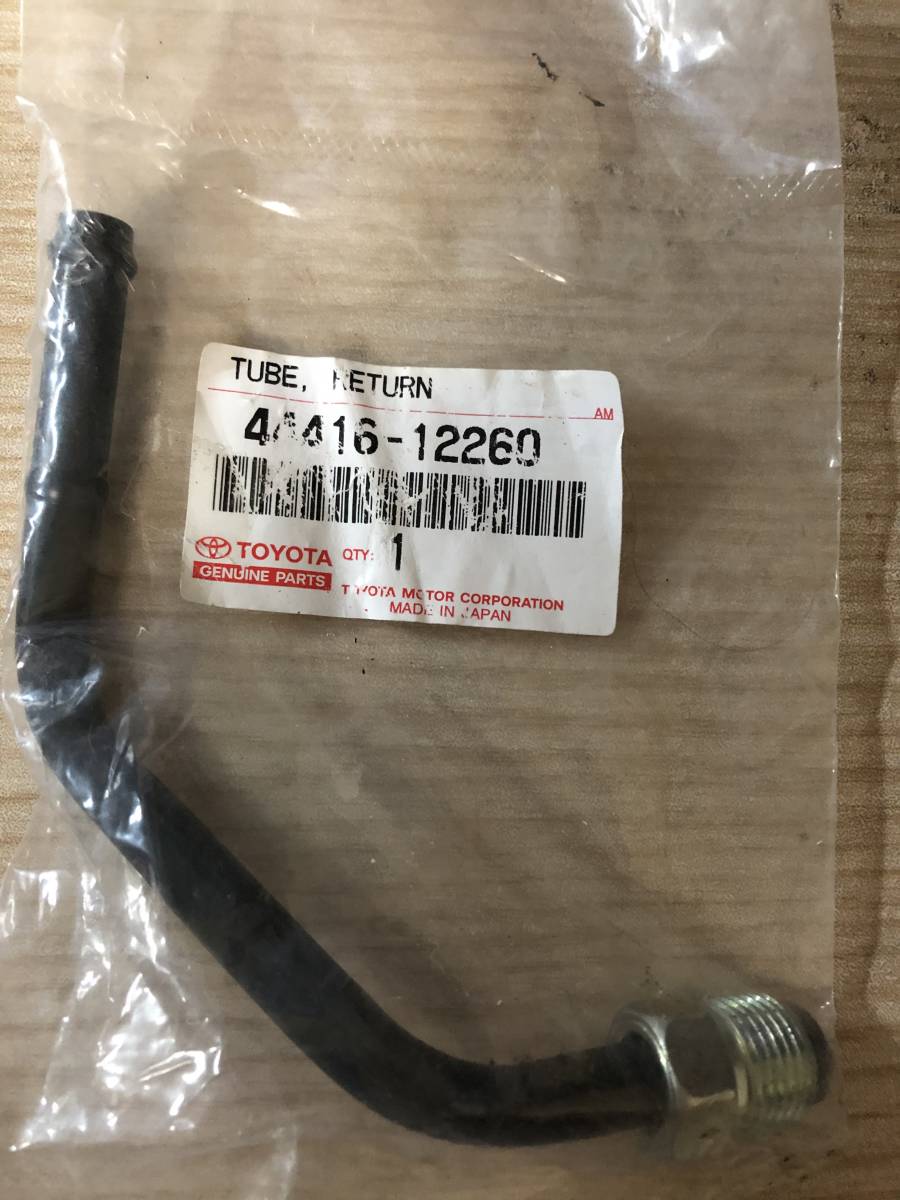 TUBE, RETURN
AM
44416-12260
TOYOTA QTY: 1
GENUINE PARTS
TOYOTA MOTOR CORPORATION
MADE IN JAPAN